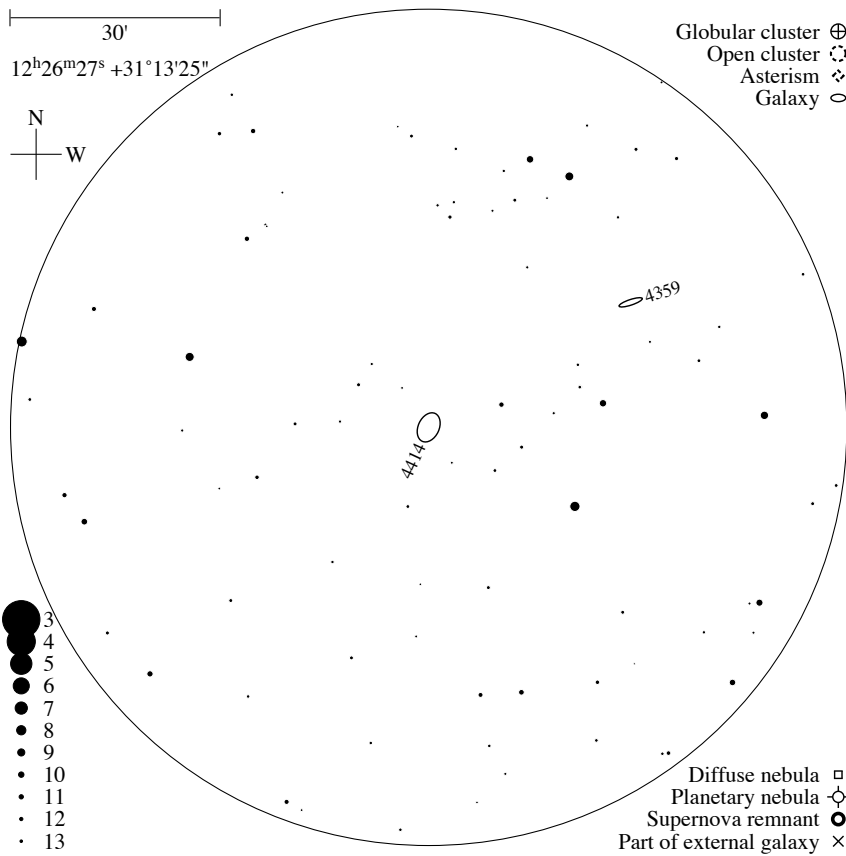 30'
12h26m27s +31°13'25"
N
W
Globular cluster
Open cluster
Asterism
Galaxy
4359
4414
3
4
5
6
7
8
9
10
11
12
13
Diffuse nebula
Planetary nebula
Supernova remnant
Part of external galaxy